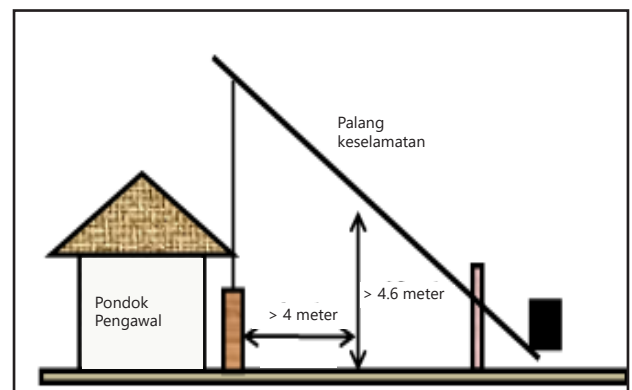 Palang
keselamatan
> 4.6 meter
> 4 meter
Pondok
Pengawal